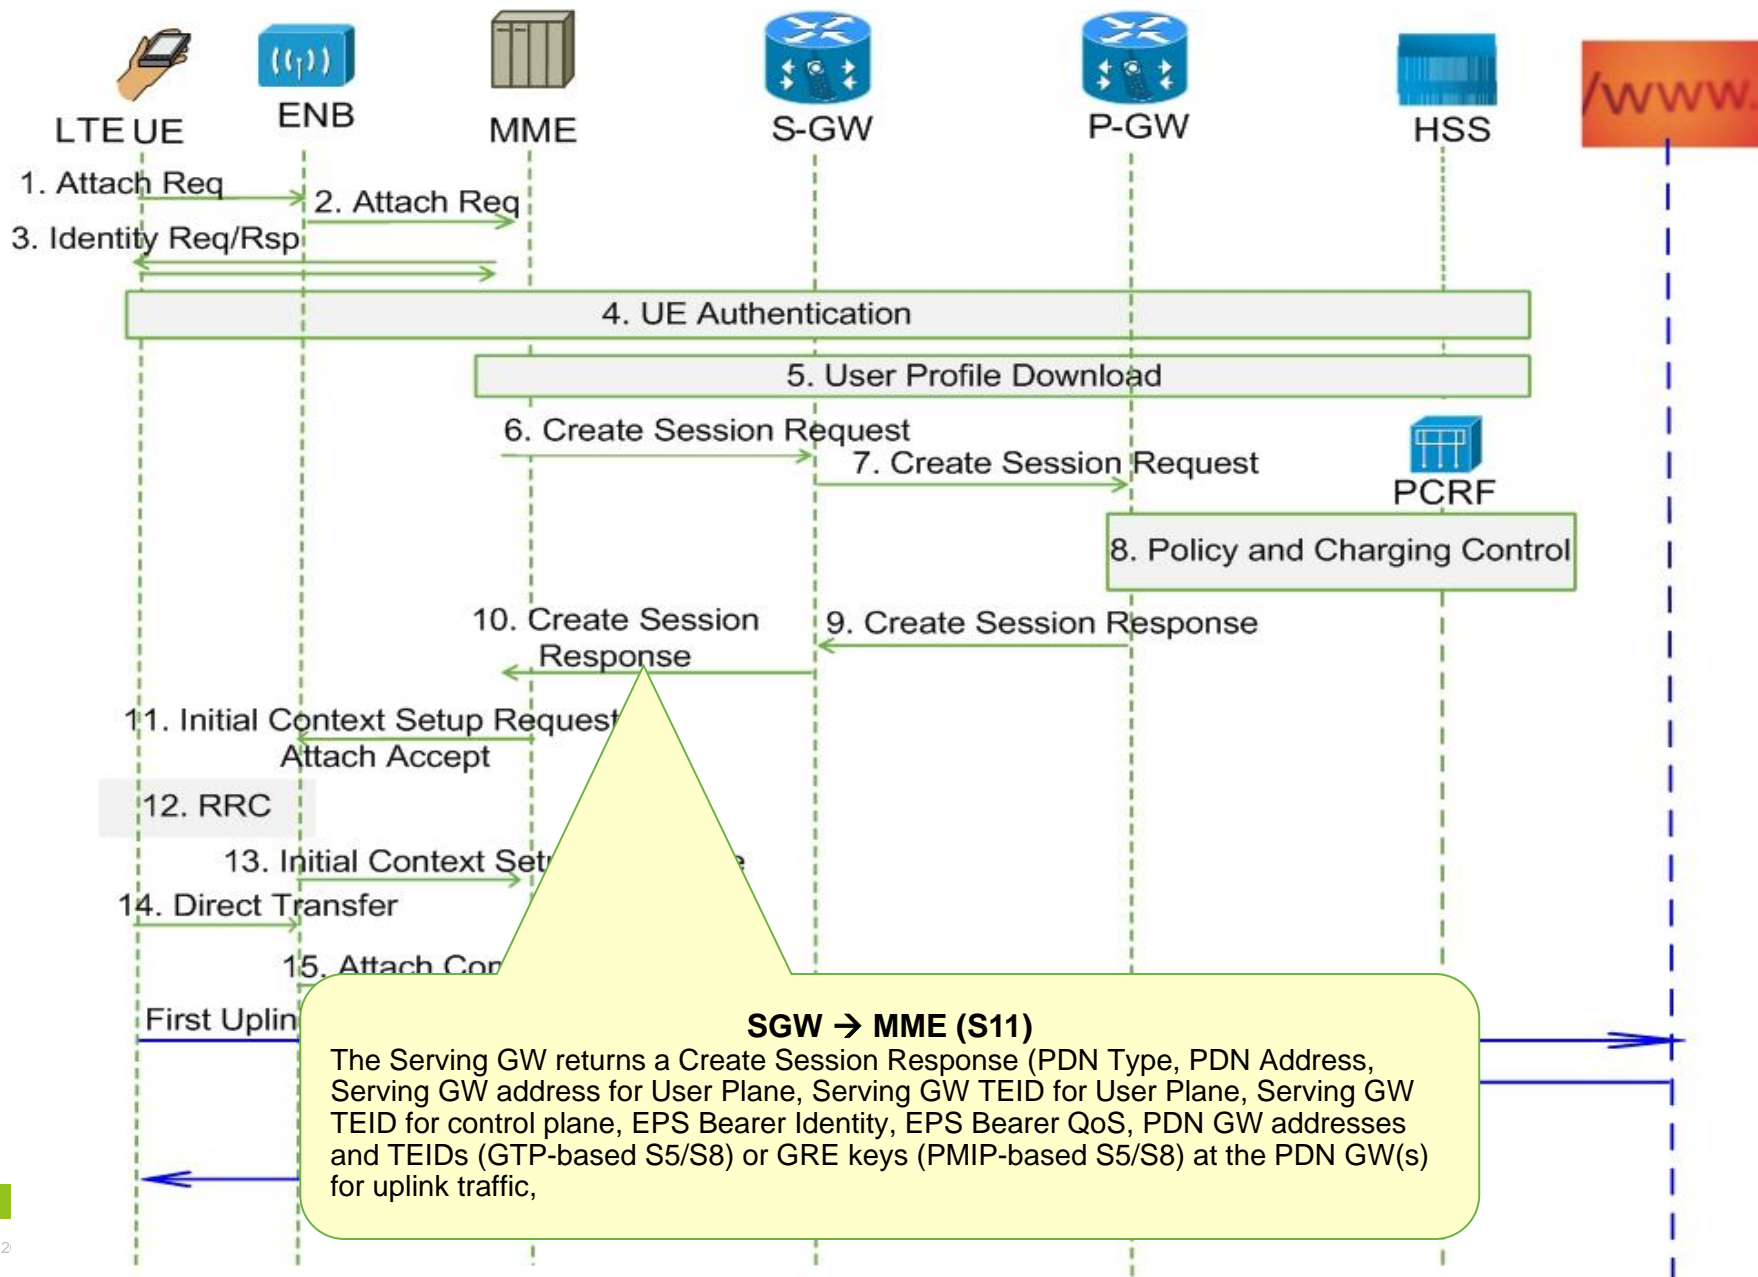 LTE UE
ENB
MME
S-GW
P-GW
HSS
/www.
1. Attach Req
2. Attach Req
3. Identity Req/Rsp
4. UE Authentication
5. User Profile Download
6. Create Session Request
7. Create Session Request
PCRF
8. Policy and Charging Control
10. Create Session
Response
9. Create Session Response
11. Initial Context Setup Request
Attach Accept
12. RRC
13. Initial Context
14. Direct Transfer
15. Attach
First
SGW → MME (S11)
The Serving GW returns a Create Session Response (PDN Type, PDN Address,
Serving GW address for User Plane, Serving GW TEID for User Plane, Serving GW
TEID for control plane, EPS Bearer Identity, EPS Bearer QoS, PDN GW addresses
and TEIDs (GTP-based S5/S8) or GRE keys (PMIP-based S5/S8) at the PDN GW(s)
for uplink traffic,